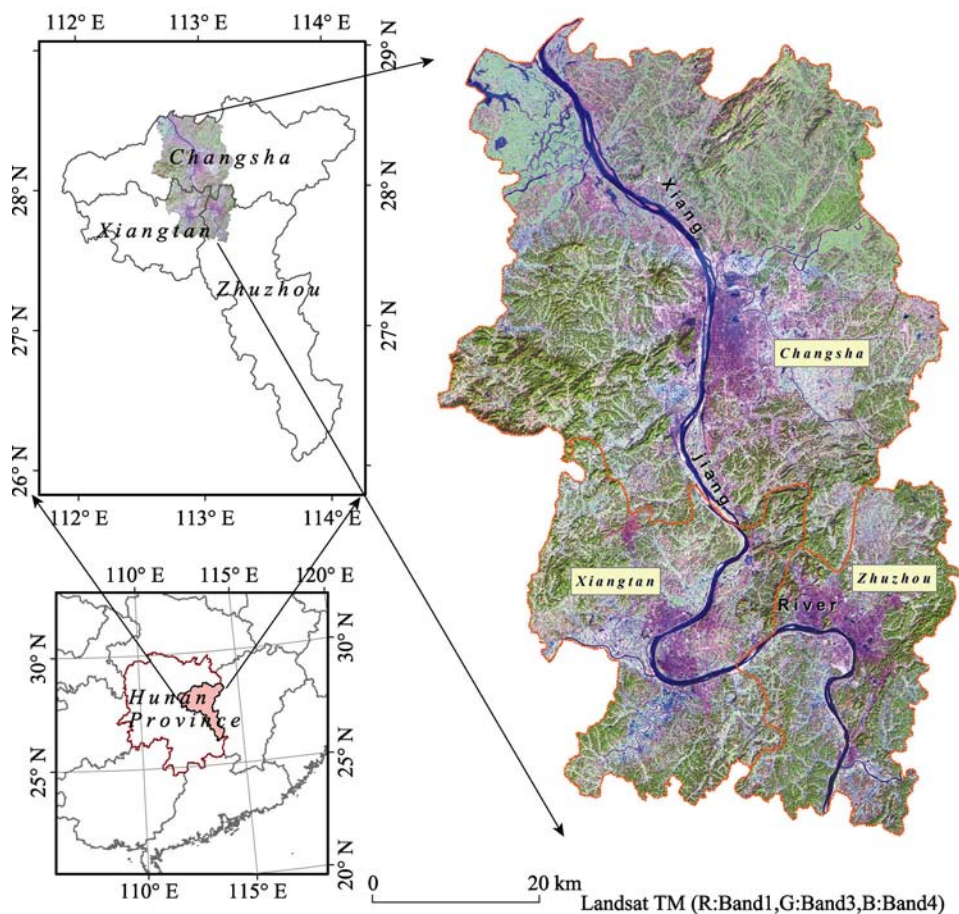 112° E
113° E
114° E
29° N
28° N
27° N
26° N
28° N
27° N
26° N
Changsha
Xiangtan
Zhuzhou
112° E
113° E
114° E
110° E
115° E
120° E
30° N
25° N
30° N
25° N
20° N
Hunan
Province
110° E
115° E
Xiang
Jiang
River
Changsha
Xiangtan
Zhuzhou
0
20 km
Landsat TM (R:Band1,G:Band3,B:Band4)